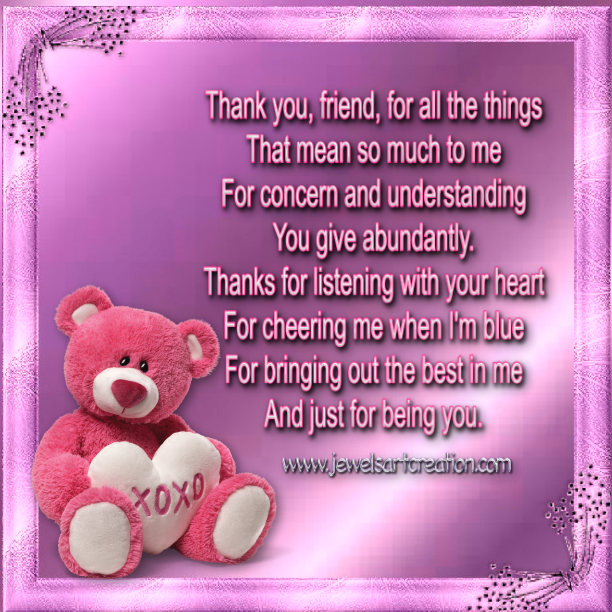 Thank you, friend, for all the things
That mean so much to me
For concern and understanding
You give abundantly.
Thanks for listening with your heart
For cheering me when I'm blue
For bringing out the best in me
And just for being you.
www.jewelsartcreation.com
XOXO